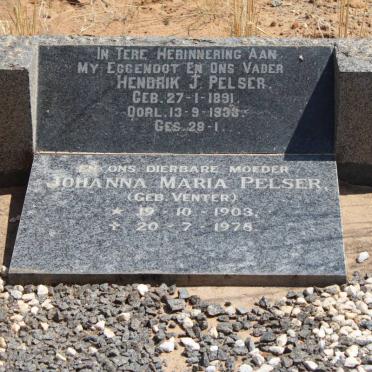 In Tere Herinnering Aan
My Eggenoot En Ons Vader
Hendrik J. Pelser
Geb. 27-1-1891.
Oorl. 13-9-1938.
Ges. 29-1.
En Ons Dierbare Moeder
Johanna Maria Pelser.
(Geb. Venter)
* 19-10-1903.
✝ 20-7-1978